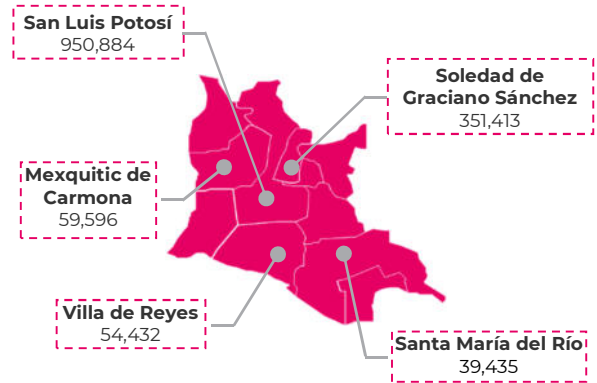 San Luis Potosí
950,884
Soledad de
Graciano Sánchez
351,413
Mexquitic de
Carmona
59,596
Villa de Reyes
54,432
Santa María del Río
39,435